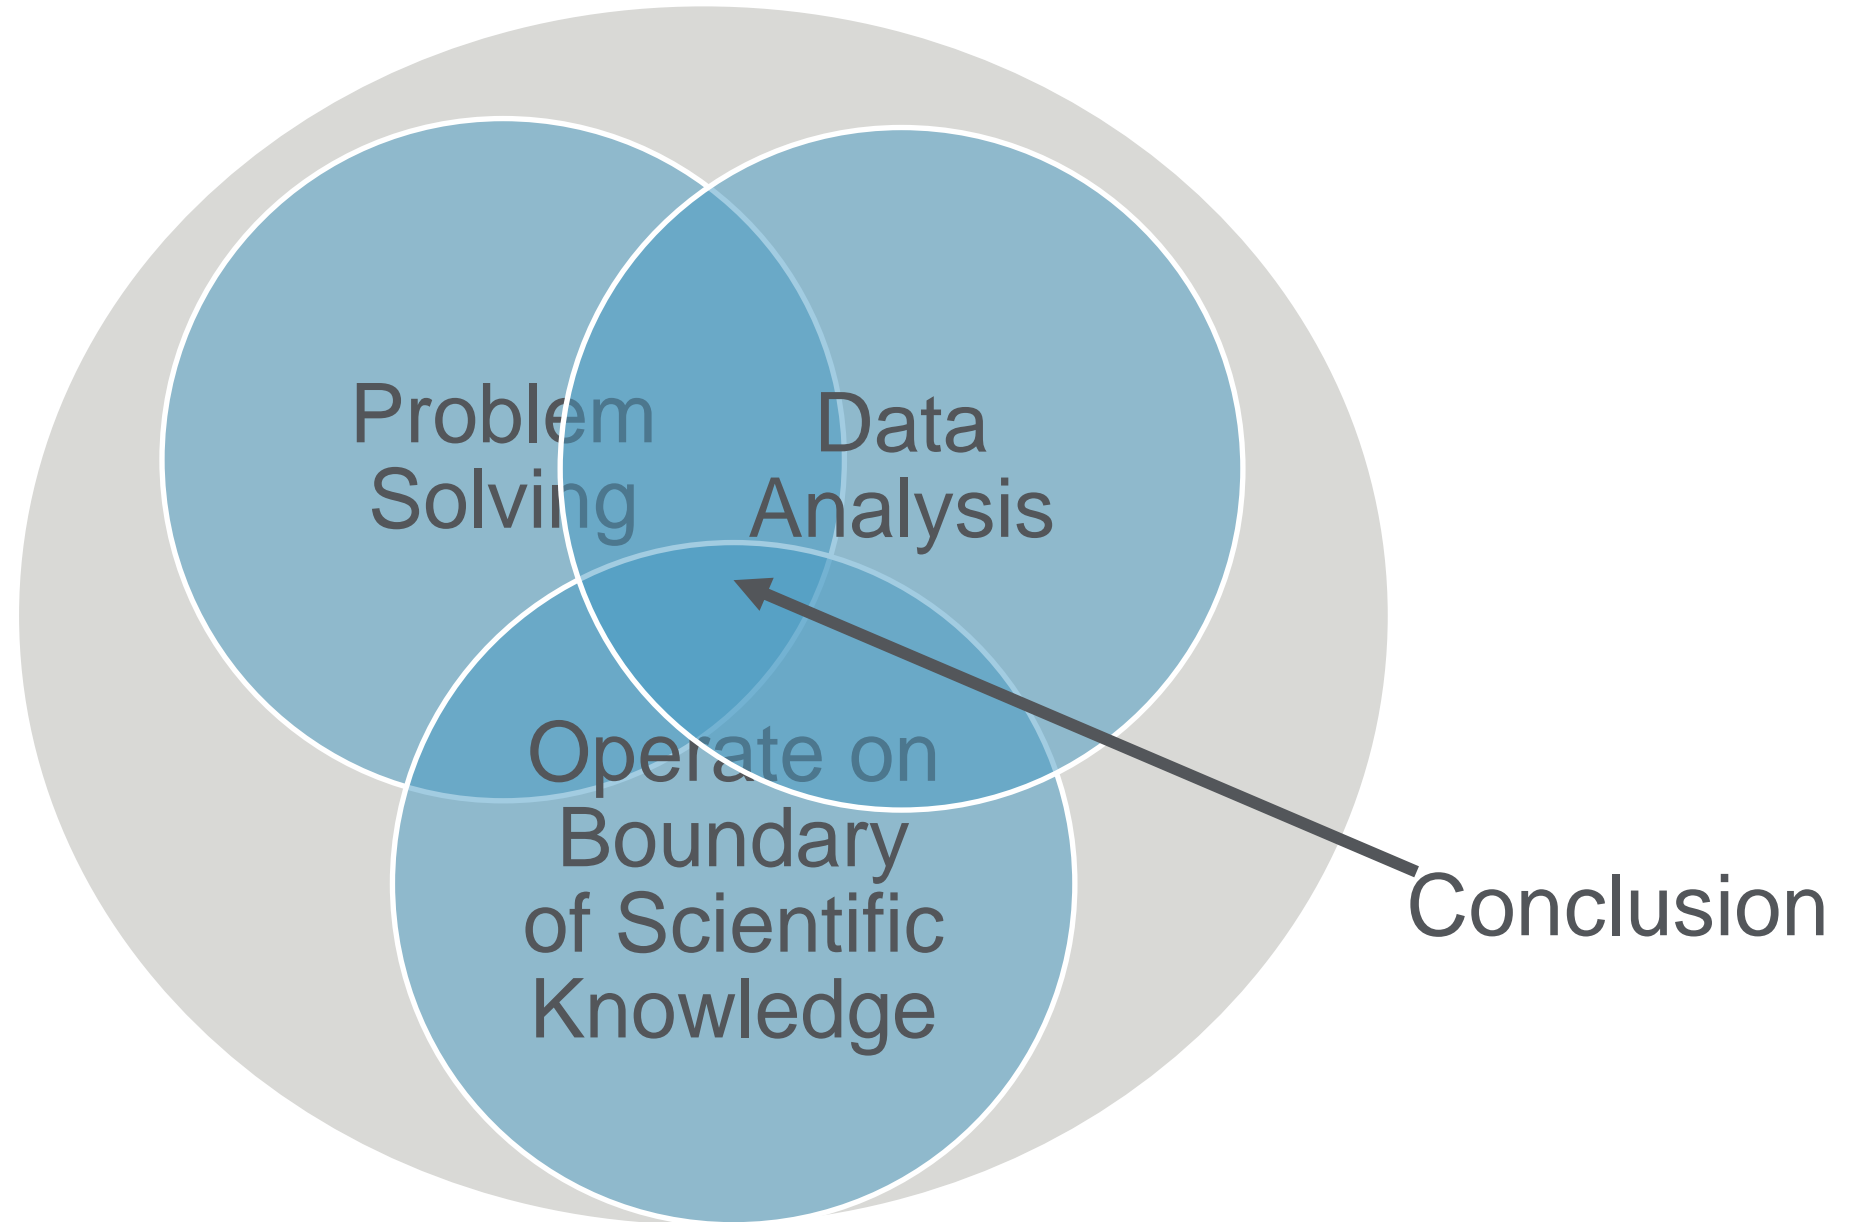 Problem
Solving
Data
Analysis
Operate on
Boundary
of Scientific
Knowledge
Conclusion